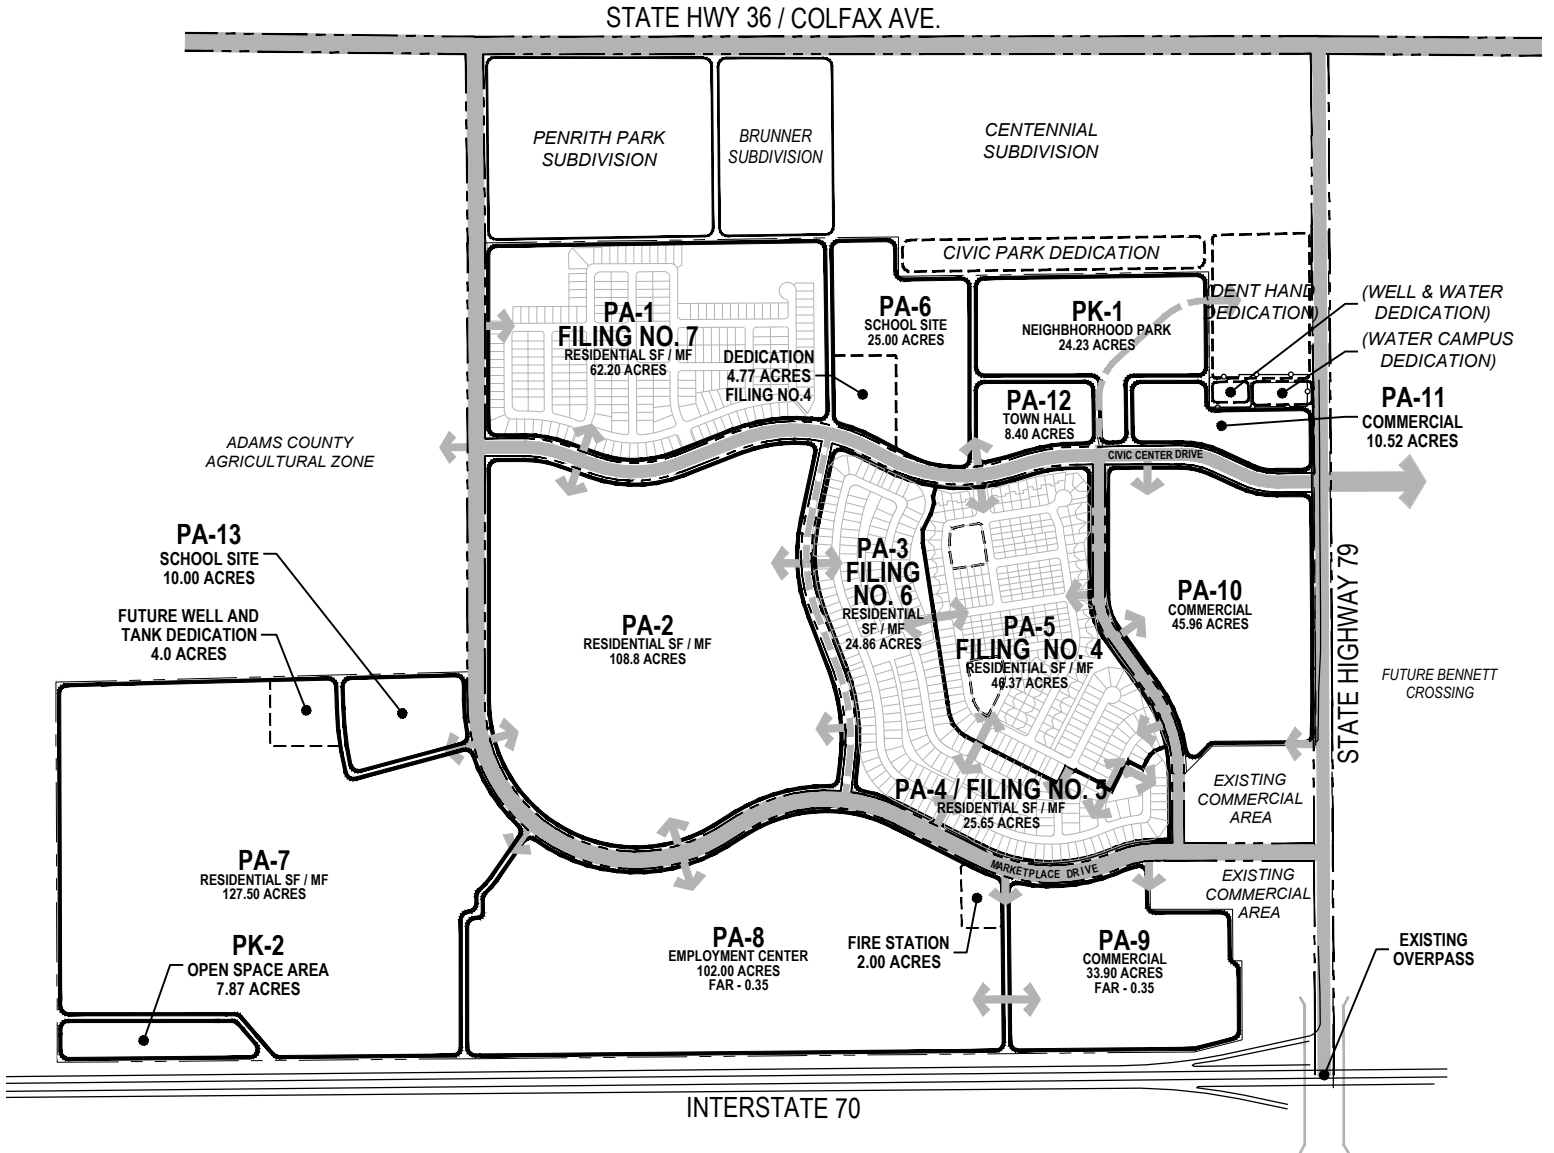 STATE HWY 36 / COLFAX AVE.
PENRITH PARK
SUBDIVISION
BRUNNER
SUBDIVISION
CENTENNIAL
SUBDIVISION
CIVIC PARK DEDICATION
(DENT HAND
DEDICATION)
(WELL & WATER
DEDICATION)
(WATER CAMPUS
DEDICATION)
PA-1
FILING NO. 7
RESIDENTIAL SF / MF
62.20 ACRES
PA-6
SCHOOL SITE
25.00 ACRES
DEDICATION
4.77 ACRES
FILING NO.4
PK-1
NEIGHBHORHOOD PARK
24.23 ACRES
PA-12
TOWN HALL
8.40 ACRES
PA-11
COMMERCIAL
10.52 ACRES
ADAMS COUNTY
AGRICULTURAL ZONE
CIVIC CENTER DRIVE
PA-13
SCHOOL SITE
10.00 ACRES
FUTURE WELL AND
TANK DEDICATION
4.0 ACRES
PA-2
RESIDENTIAL SF / MF
108.8 ACRES
PA-3
FILING
NO. 6
RESIDENTIAL
SF / MF
24.86 ACRES
PA-5
FILING NO. 4
RESIDENTIAL SF / MF
46.37 ACRES
PA-10
COMMERCIAL
45.96 ACRES
STATE HIGHWAY 79
FUTURE BENNETT
CROSSING
PA-4 / FILING NO. 5
RESIDENTIAL SF / MF
25.65 ACRES
EXISTING
COMMERCIAL
AREA
MARKETPLACE DRIVE
EXISTING
COMMERCIAL
AREA
PA-7
RESIDENTIAL SF / MF
127.50 ACRES
PK-2
OPEN SPACE AREA
7.87 ACRES
PA-8
EMPLOYMENT CENTER
102.00 ACRES
FAR - 0.35
FIRE STATION
2.00 ACRES
PA-9
COMMERCIAL
33.90 ACRES
FAR - 0.35
EXISTING
OVERPASS
INTERSTATE 70